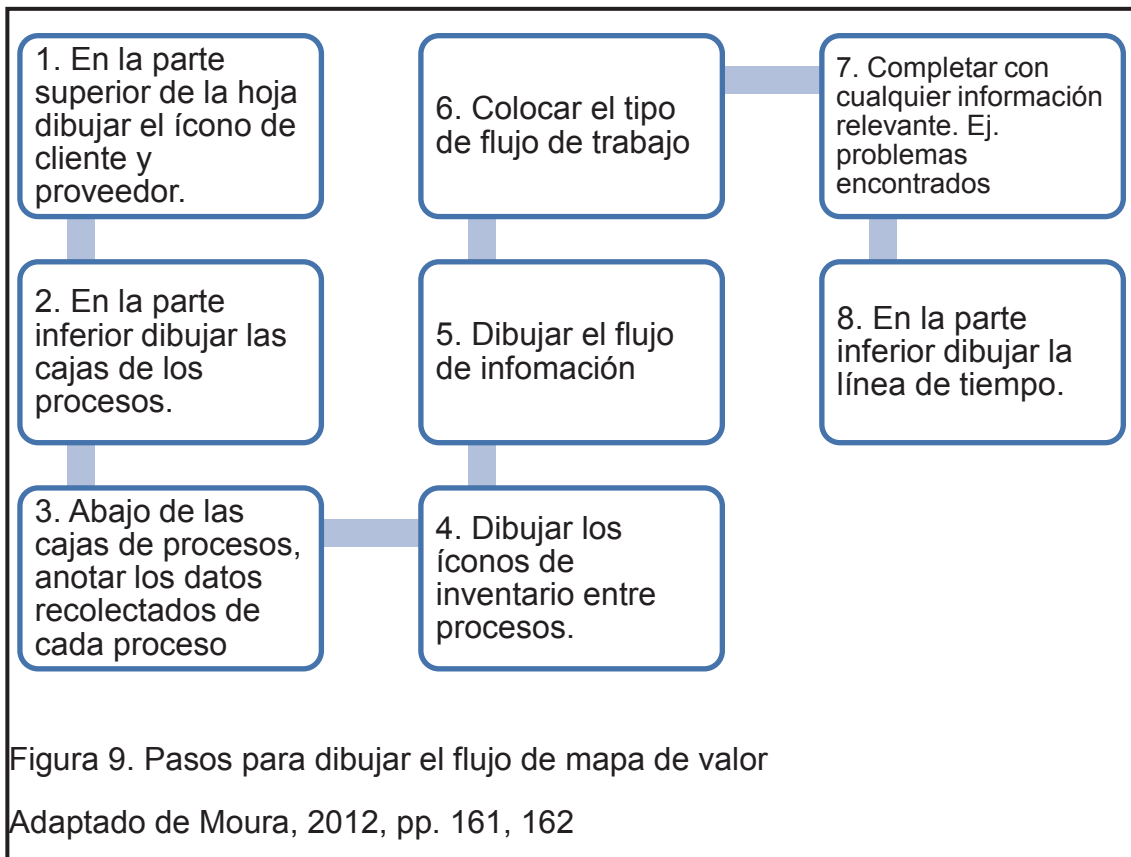 1. En la parte
superior de la hoja
dibujar el ícono de
cliente y
proveedor.
2. En la parte
inferior dibujar las
cajas de los
procesos.
3. Abajo de las
cajas de procesos,
anotar los datos
recolectados de
cada proceso
4. Dibujar los
íconos de
inventario entre
procesos.
5. Dibujar el flujo
de infomación
6. Colocar el tipo
de flujo de trabajo
7. Completar con
cualquier información
relevante. Ej.
problemas
encontrados
8. En la parte
inferior dibujar la
línea de tiempo.
Figura 9. Pasos para dibujar el flujo de mapa de valor
Adaptado de Moura, 2012, pp. 161, 162